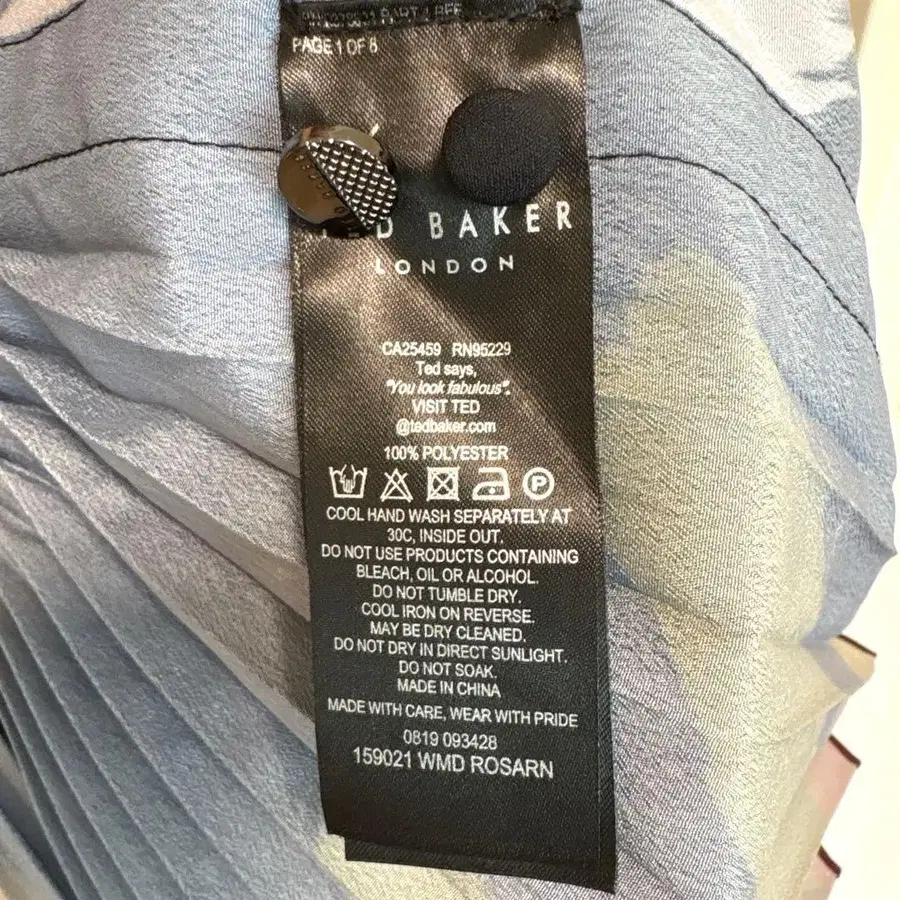 PAGE 1 OF 8
TED BAKER
LONDON
CA25459 RN95229
Ted says,
"You look fabulous".
VISIT TED
@tedbaker.com
100% POLYESTER
P
COOL HAND WASH SEPARATELY AT
30C, INSIDE OUT.
DO NOT USE PRODUCTS CONTAINING
BLEACH, OIL OR ALCOHOL.
DO NOT TUMBLE DRY.
COOL IRON ON REVERSE.
MAY BE DRY CLEANED.
DO NOT DRY IN DIRECT SUNLIGHT.
DO NOT SOAK.
MADE IN CHINA
MADE WITH CARE, WEAR WITH PRIDE
0819 093428
159021 WMD ROSARN